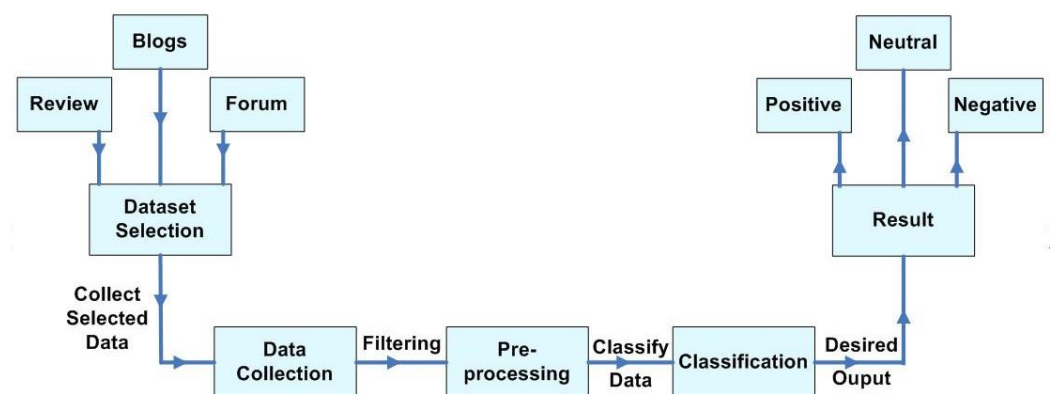 Blogs
Review
Forum
Dataset
Selection
Collect
Selected
Data
Data
Collection
Filtering
Pre-
processing
Classify
Data
Classification
Desired
Ouput
Result
Positive
Neutral
Negative